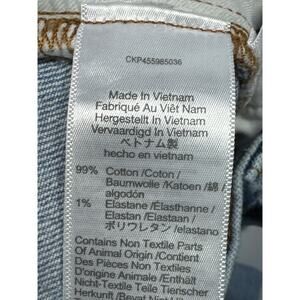 CKP455985036
Made In Vietnam
Fabriqué Au Viêt Nam
Hergestellt In Vietnam
Vervaardigd In Vietnam
ベトナム製
hecho en vietnam
99% Cotton /Coton /
Baumwolle /Katoen /綿 /
algodón
1% Elastane /Elasthanne /
Elastan /Elastaan /
ポリウレタン /elastano
Contains Non Textile Parts
Of Animal Origin /Contient
Des Pièces Non Textiles
D'origine Animale /Enthält
Nicht-Textile Teile Tierischer
Herkunft /Bevat